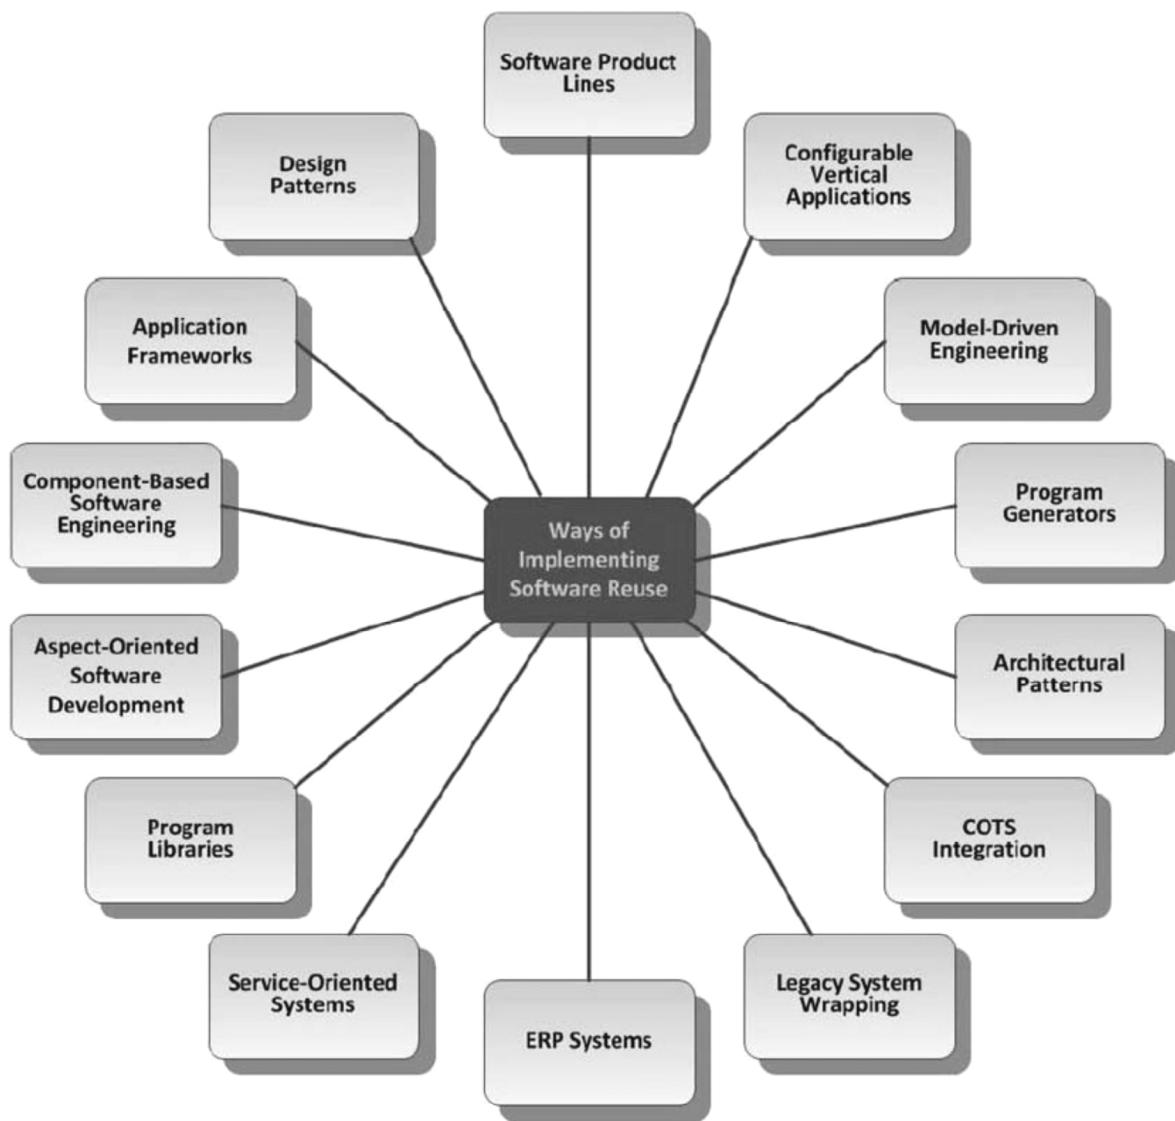 Software Product
Lines
Design
Patterns
Configurable
Vertical
Applications
Application
Frameworks
Model-Driven
Engineering
Component-Based
Software
Engineering
Program
Generators
Ways of
Implementing
Software Reuse
Aspect-Oriented
Software
Development
Architectural
Patterns
Program
Libraries
COTS
Integration
Service-Oriented
Systems
Legacy System
Wrapping
ERP Systems